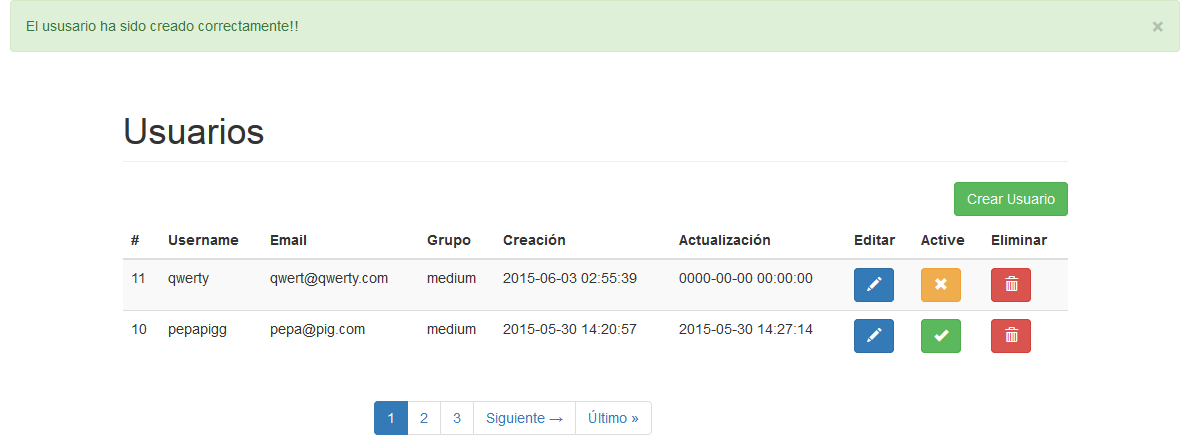 El ususario ha sido creado correctamente!!
×
Usuarios
Crear Usuario
# Username Email Grupo Creación Actualización Editar Active Eliminar
11 qwerty qwert@qwerty.com medium 2015-06-03 02:55:39 0000-00-00 00:00:00
10 pepapigg pepa@pig.com medium 2015-05-30 14:20:57 2015-05-30 14:27:14
1 2 3 Siguiente → Último »